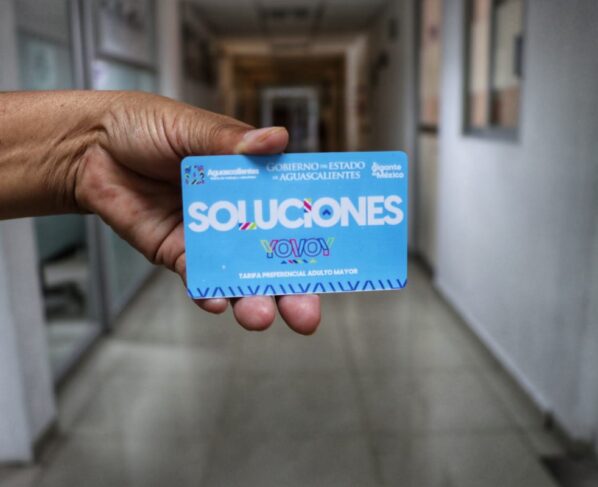 Aguascalientes
GOBIERNO DEL ESTADO
DE AGUASCALIENTES
Gigante
de México
SOLUCIONES
YOVOY
TARIFA PREFERENCIAL ADULTO MAYOR